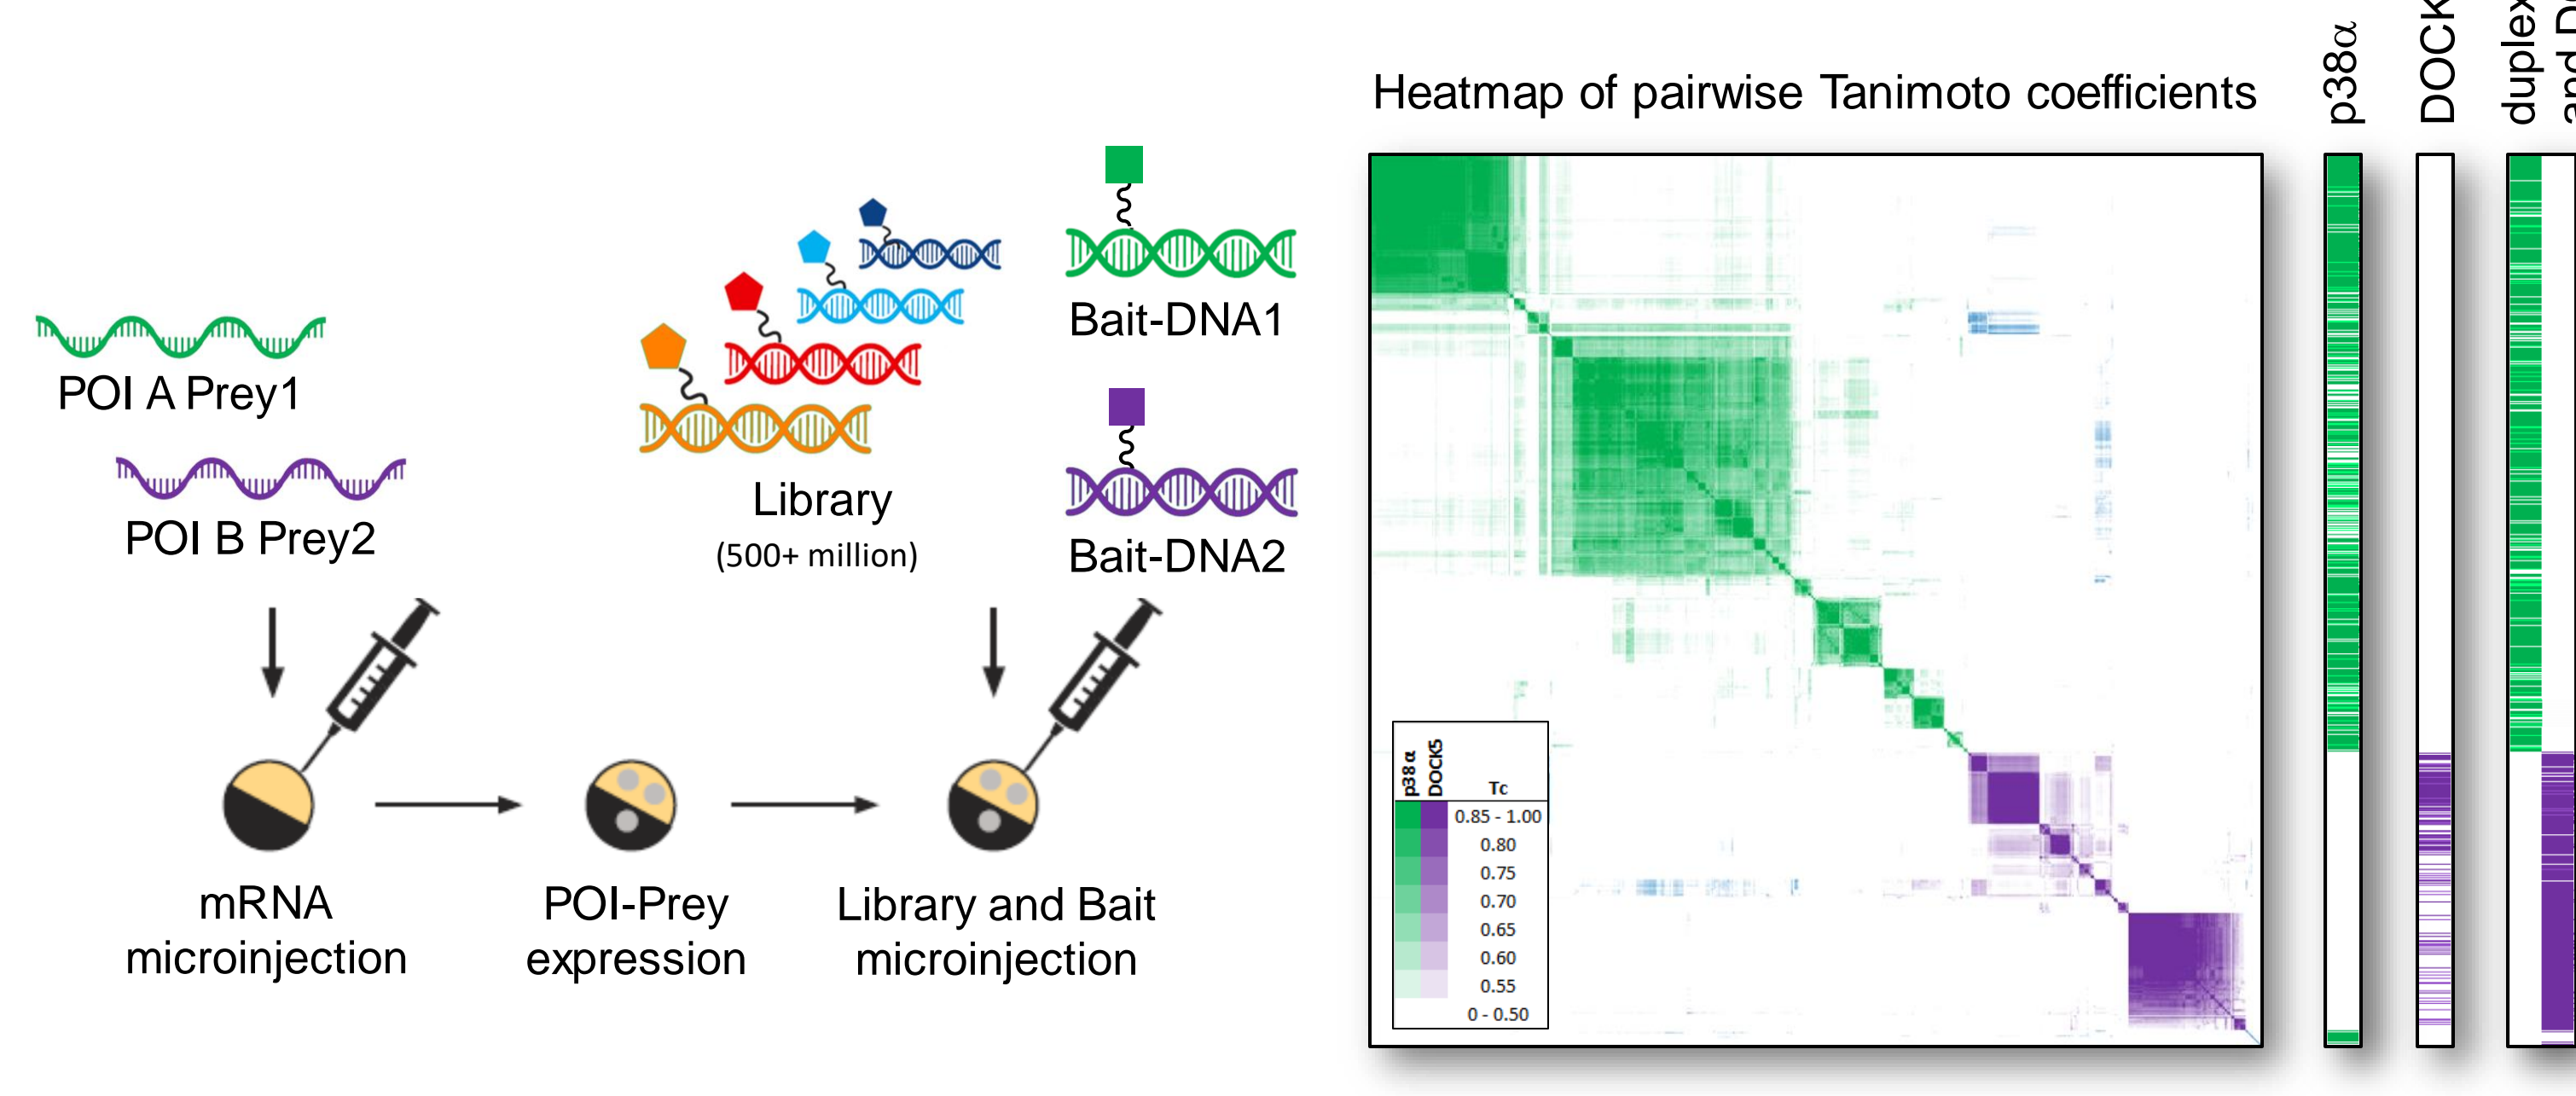 POI A Prey1
POI B Prey2
Library
(500+ million)
Bait-DNA1
Bait-DNA2
mRNA
microinjection
POI-Prey
expression
Library and Bait
microinjection
Heatmap of pairwise Tanimoto coefficients
p38α
DOCK
duplex
p38α
DOCK5
Tc
0.85 - 1.00
0.80
0.75
0.70
0.65
0.60
0.55
0 - 0.50